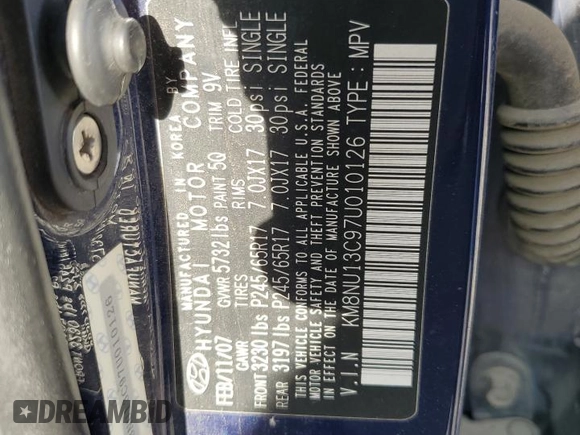 MANUFACTURED IN KOREA BY
HYUNDAI MOTOR COMPANY
FEB/11/07 GVWR 5732 lbs PAINT 5Q TRIM 9V
GAWR TIRES RIMS COLD TIRE INFL
FRONT 3230 lbs P245/65R17 7.0JX17 30psi SINGLE
REAR 3197 lbs P245/65R17 7.0JX17 30psi SINGLE
THIS VEHICLE CONFORMS TO ALL APPLICABLE U.S.A. FEDERAL
MOTOR VEHICLE SAFETY AND THEFT PREVENTION STANDARDS
IN EFFECT ON THE DATE OF MANUFACTURE SHOWN ABOVE
V.I.N KM8NU13C97U010126 TYPE : MPV
DREAMBID